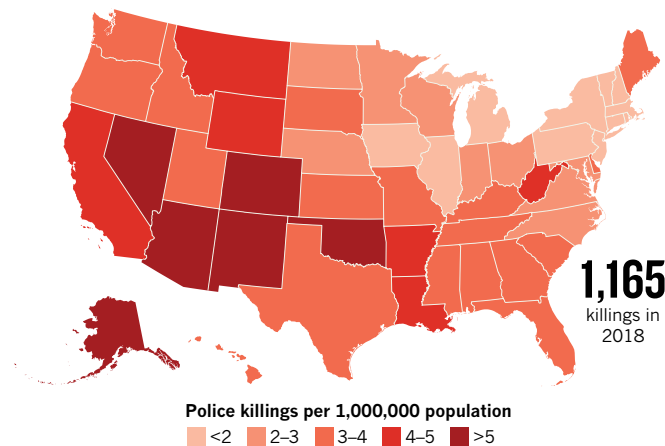 1,165
killings in
2018
Police killings per 1,000,000 population
<2 2–3 3–4 4–5 >5